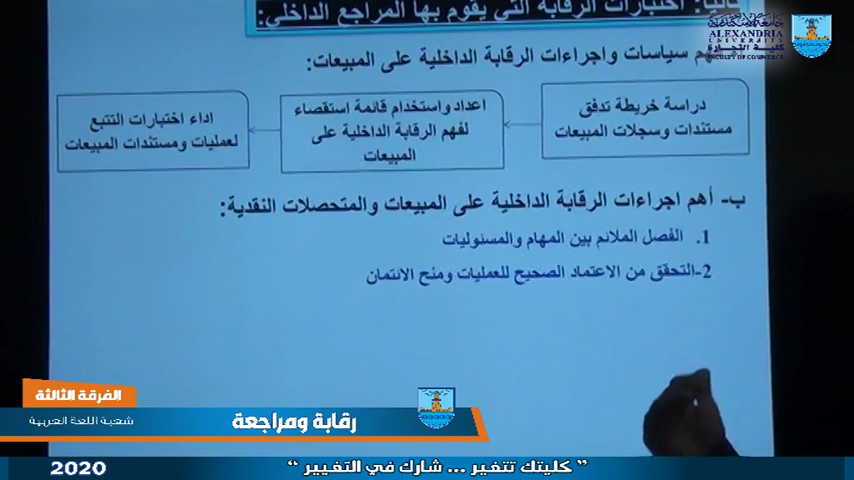 اختبارات الرقابة التي يقوم بها المراجع الداخلي:
جامعة الإسكندرية
ALEXANDRIA
UNIVERSITY
كلية التجارة
FACULTY OF COMMERCE
سياسات واجراءات الرقابة الداخلية على المبيعات:
دراسة خريطة تدفق
مستندات وسجلات المبيعات
اعداد واستخدام قائمة استقصاء
لفهم الرقابة الداخلية على
المبيعات
اداء اختبارات التتبع
لعمليات ومستندات المبيعات
ب- أهم اجراءات الرقابة الداخلية على المبيعات والمتحصلات النقدية:
1. الفصل الملائم بين المهام والمسئوليات
2-التحقق من الاعتماد الصحيح للعمليات ومنح الائتمان
الفرقة الثالثة
شعبة اللغة العربية
رقابة ومراجعة
2020
” كليتك تتغير ... شارك في التغيير “